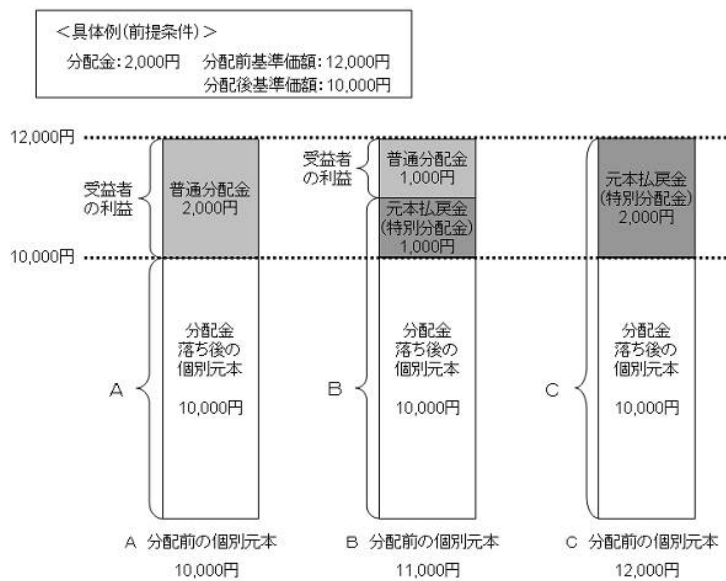 ＜具体例(前提条件)＞
分配金：2,000円　分配前基準価額：12,000円
分配後基準価額：10,000円
12,000円
受益者
の利益
普通分配金
2,000円
受益者
の利益
普通分配金
1,000円
元本払戻金
(特別分配金)
1,000円
元本払戻金
(特別分配金)
2,000円
10,000円
A
分配金
落ち後の
個別元本
10,000円
B
分配金
落ち後の
個別元本
10,000円
C
分配金
落ち後の
個別元本
10,000円
A 分配前の個別元本
10,000円
B 分配前の個別元本
11,000円
C 分配前の個別元本
12,000円